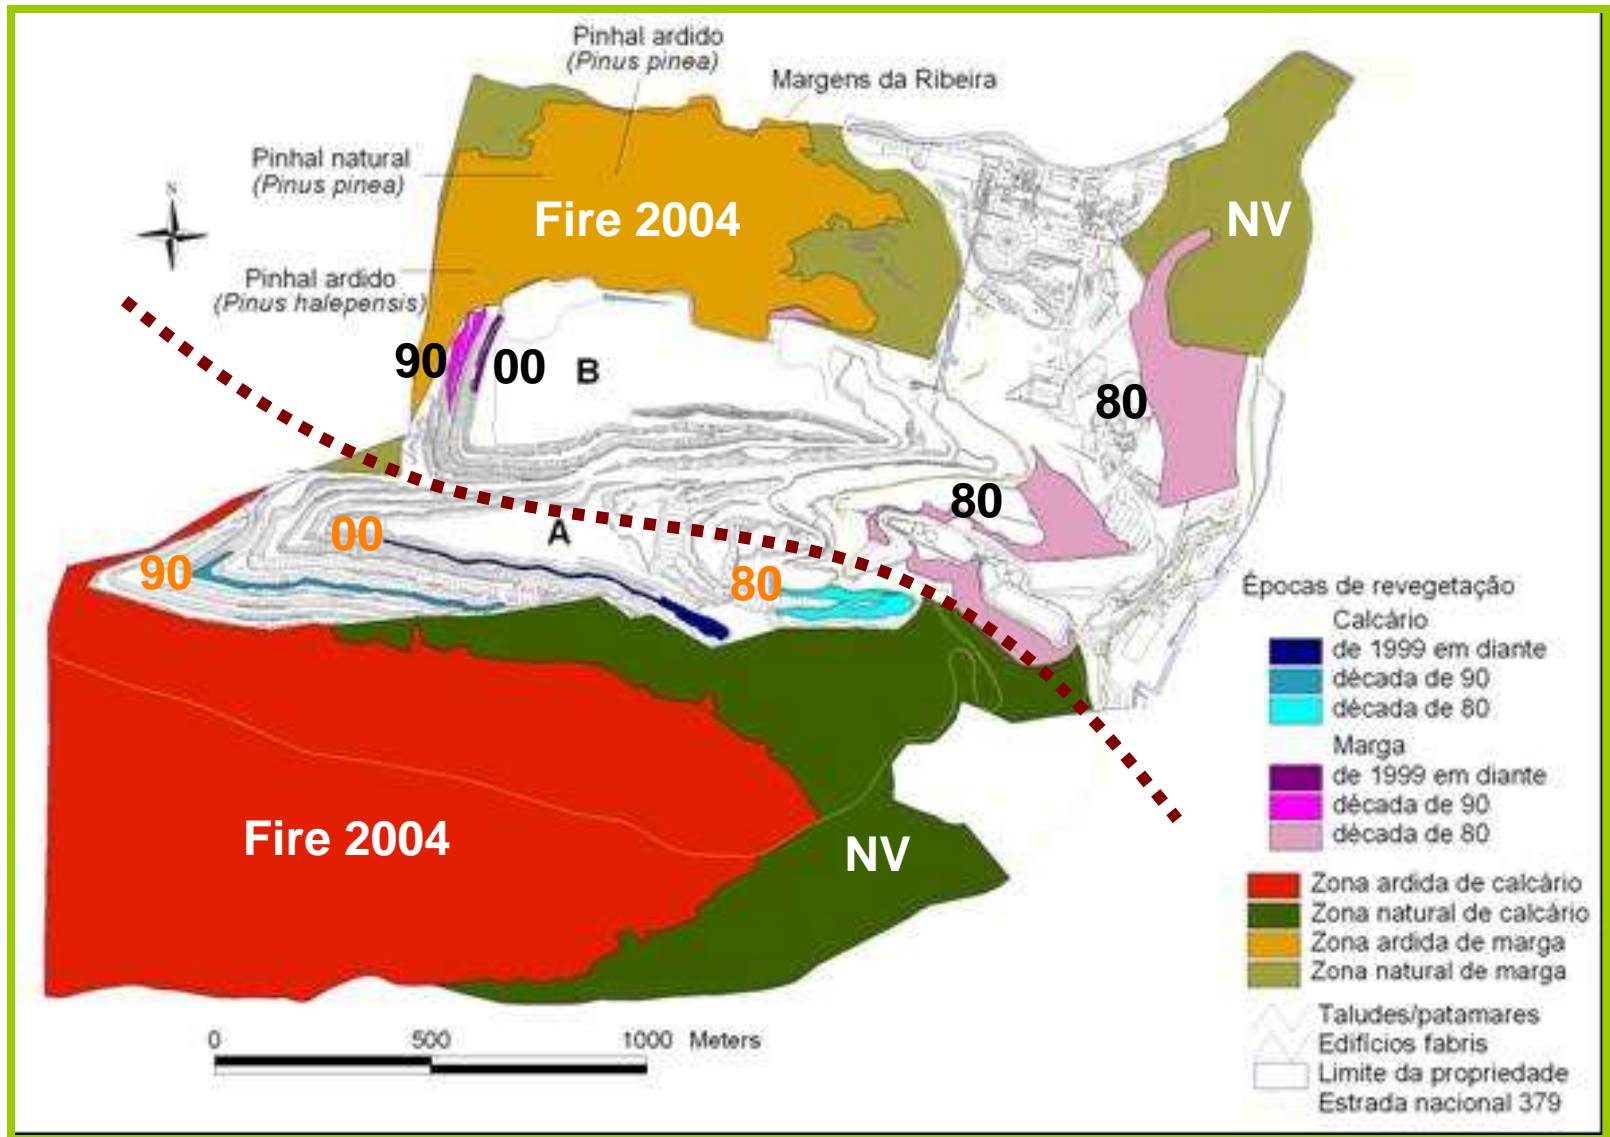 Pinhal ardido
(Pinus pinea)
Margens da Ribeira
Pinhal natural
(Pinus pinea)
N
Fire 2004
NV
Pinhal ardido
(Pinus halepensis)
90
00
B
80
80
00
A
90
80
Épocas de revegetação
Calcário
de 1999 em diante
década de 90
década de 80
Marga
de 1999 em diante
década de 90
década de 80
Fire 2004
NV
Zona ardida de calcário
Zona natural de calcário
Zona ardida de marga
Zona natural de marga
Taludes/patamares
Edifícios fabris
Limite da propriedade
Estrada nacional 379
0 500 1000 Meters